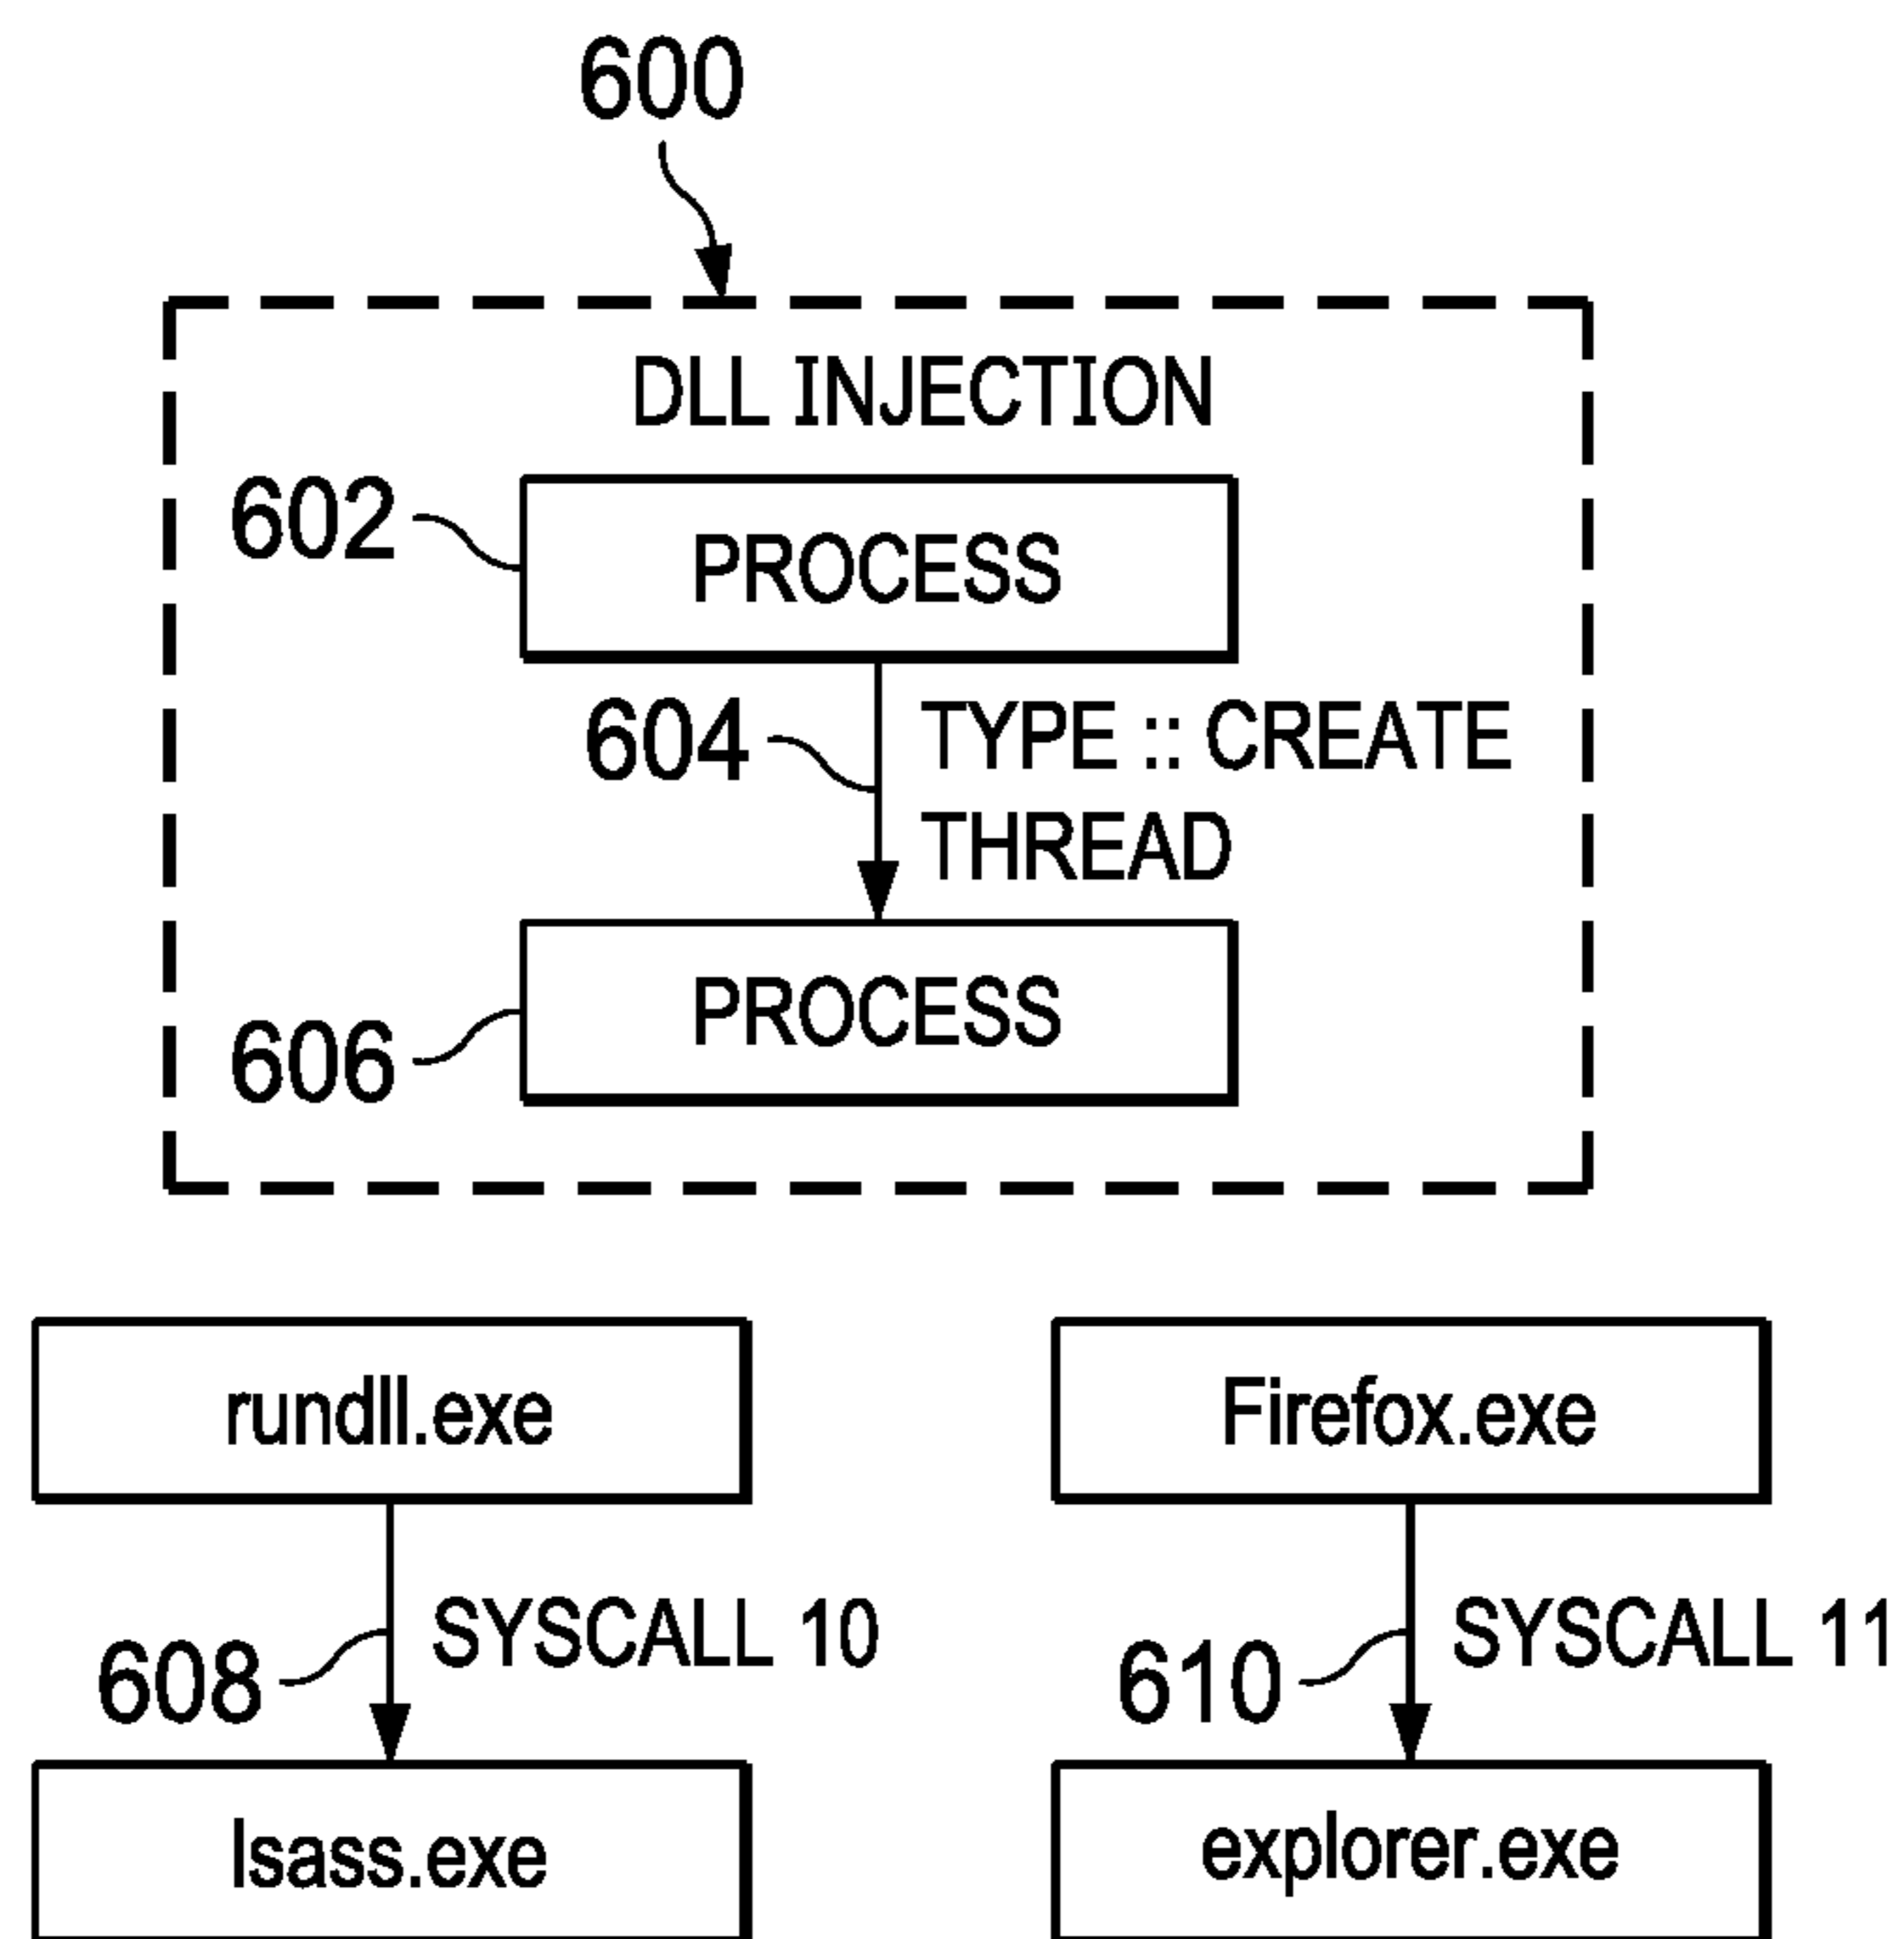 600
DLL INJECTION
602
PROCESS
604
TYPE :: CREATE
THREAD
606
PROCESS
rundll.exe
Firefox.exe
608
SYSCALL 10
610
SYSCALL 11
lsass.exe
explorer.exe